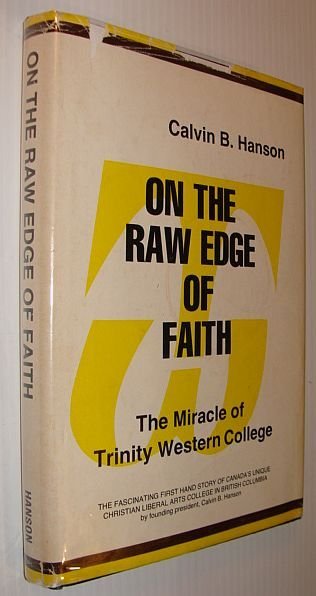 Calvin B. Hanson
ON THE
RAW EDGE
OF
FAITH
The Miracle of
Trinity Western College
THE FASCINATING FIRST HAND STORY OF CANADA'S UNIQUE
CHRISTIAN LIBERAL ARTS COLLEGE IN BRITISH COLUMBIA
by founding president, Calvin B. Hanson
ON THE RAW EDGE OF FAITH
HANSON